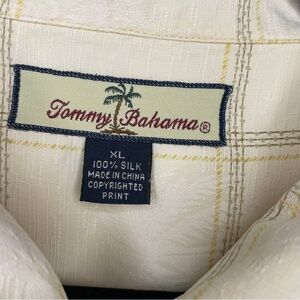 Tommy Bahama®
XL
100% SILK
MADE IN CHINA
COPYRIGHTED
PRINT